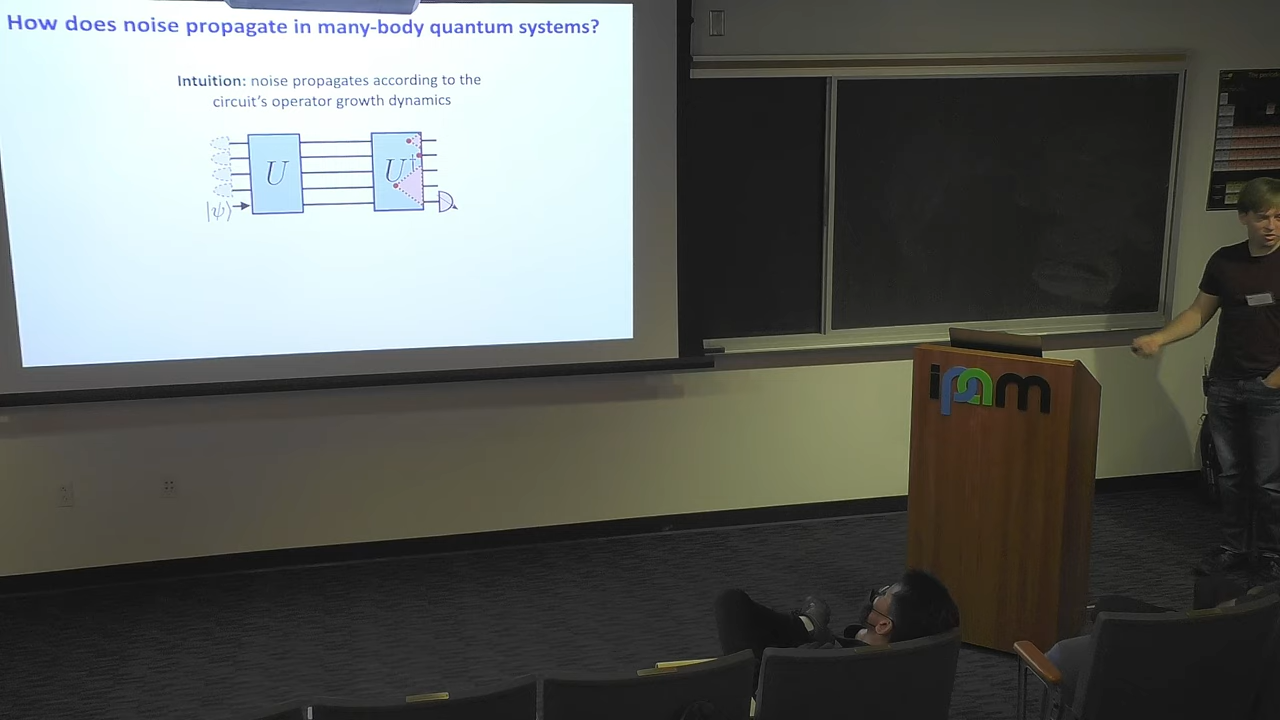 How does noise propagate in many-body quantum systems?
Intuition: noise propagates according to the
circuit's operator growth dynamics
U
U†
|ψ⟩
ipam